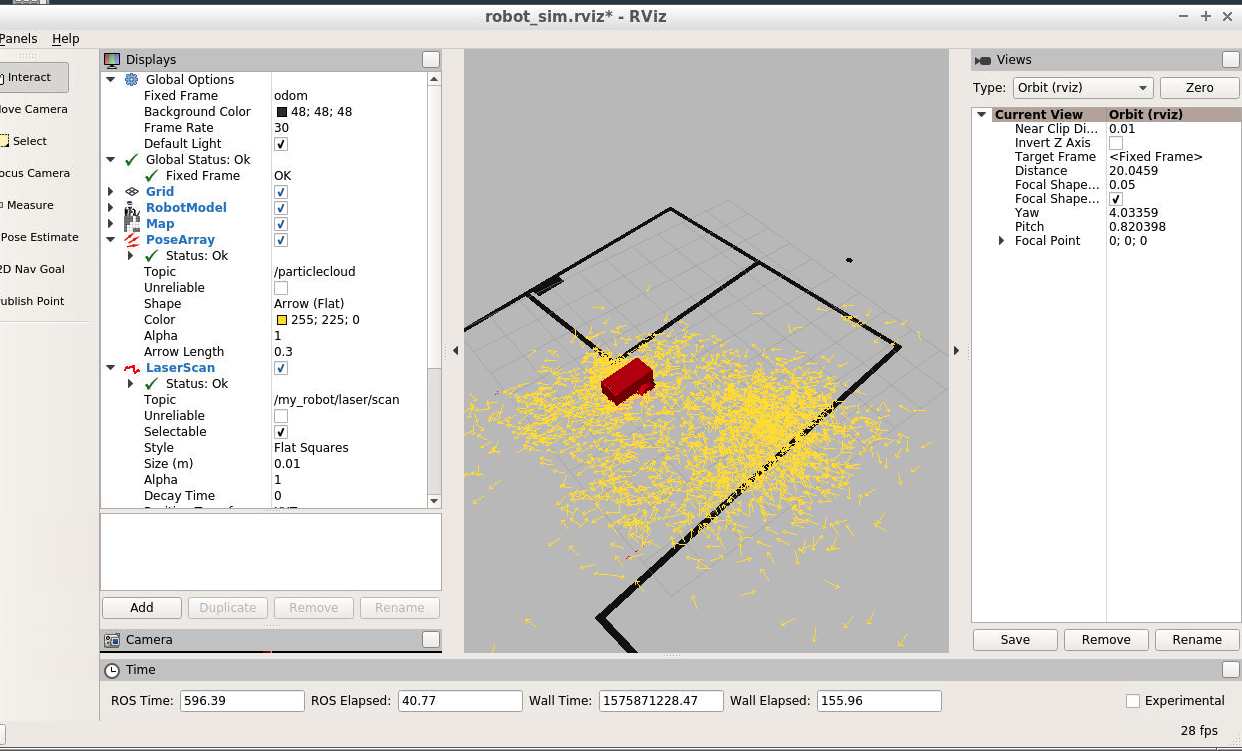 robot_sim.rviz* - RViz
Panels Help
Interact
Move Camera
Select
Focus Camera
Measure
Pose Estimate
2D Nav Goal
Publish Point
Displays
Global Options
Fixed Frame odom
Background Color 48; 48; 48
Frame Rate 30
Default Light
Global Status: Ok
Fixed Frame OK
Grid
RobotModel
Map
PoseArray
Status: Ok
Topic /particlecloud
Unreliable
Shape Arrow (Flat)
Color 255; 225; 0
Alpha 1
Arrow Length 0.3
LaserScan
Status: Ok
Topic /my_robot/laser/scan
Unreliable
Selectable
Style Flat Squares
Size (m) 0.01
Alpha 1
Decay Time 0
Add Duplicate Remove Rename
Camera
Views
Type: Orbit (rviz) Zero
Current View Orbit (rviz)
Near Clip Di... 0.01
Invert Z Axis
Target Frame <Fixed Frame>
Distance 20.0459
Focal Shape... 0.05
Focal Shape...
Yaw 4.03359
Pitch 0.820398
Focal Point 0; 0; 0
Save Remove Rename
Time
ROS Time: 596.39 ROS Elapsed: 40.77 Wall Time: 1575871228.47 Wall Elapsed: 155.96 Experimental
28 fps